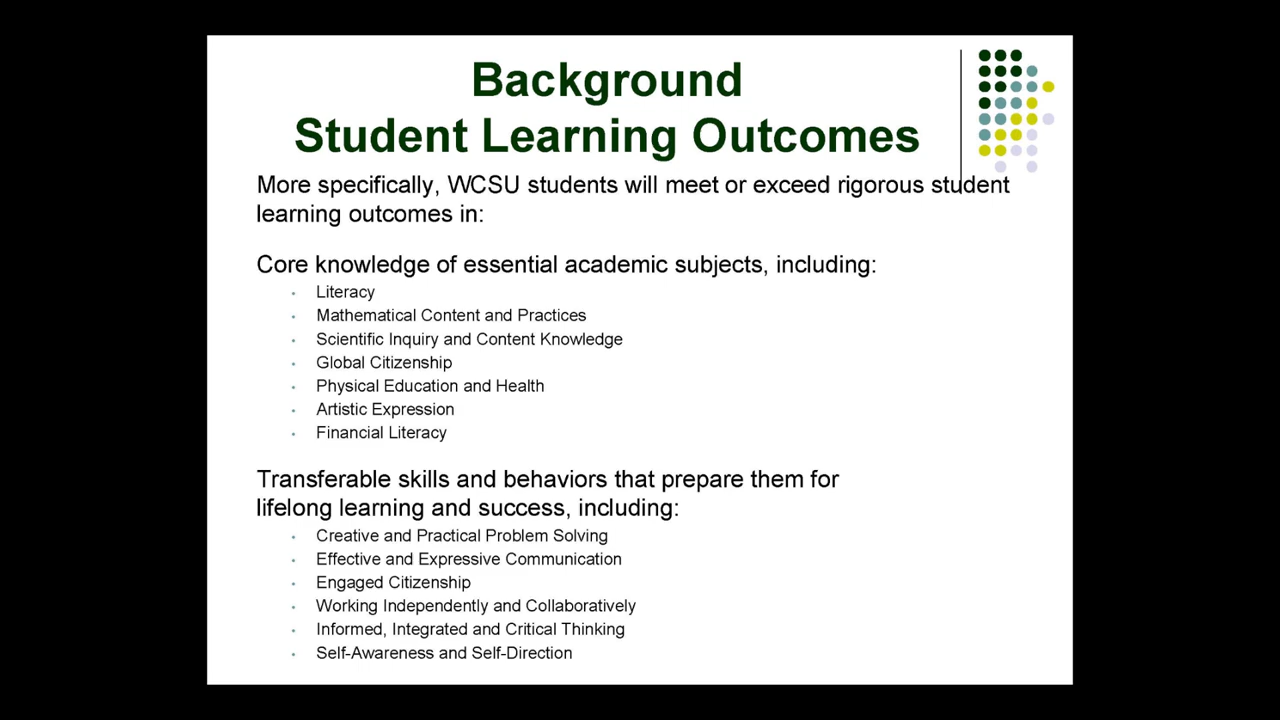 Background
Student Learning Outcomes
More specifically, WCSU students will meet or exceed rigorous student
learning outcomes in:
Core knowledge of essential academic subjects, including:
• Literacy
• Mathematical Content and Practices
• Scientific Inquiry and Content Knowledge
• Global Citizenship
• Physical Education and Health
• Artistic Expression
• Financial Literacy
Transferable skills and behaviors that prepare them for
lifelong learning and success, including:
• Creative and Practical Problem Solving
• Effective and Expressive Communication
• Engaged Citizenship
• Working Independently and Collaboratively
• Informed, Integrated and Critical Thinking
• Self-Awareness and Self-Direction